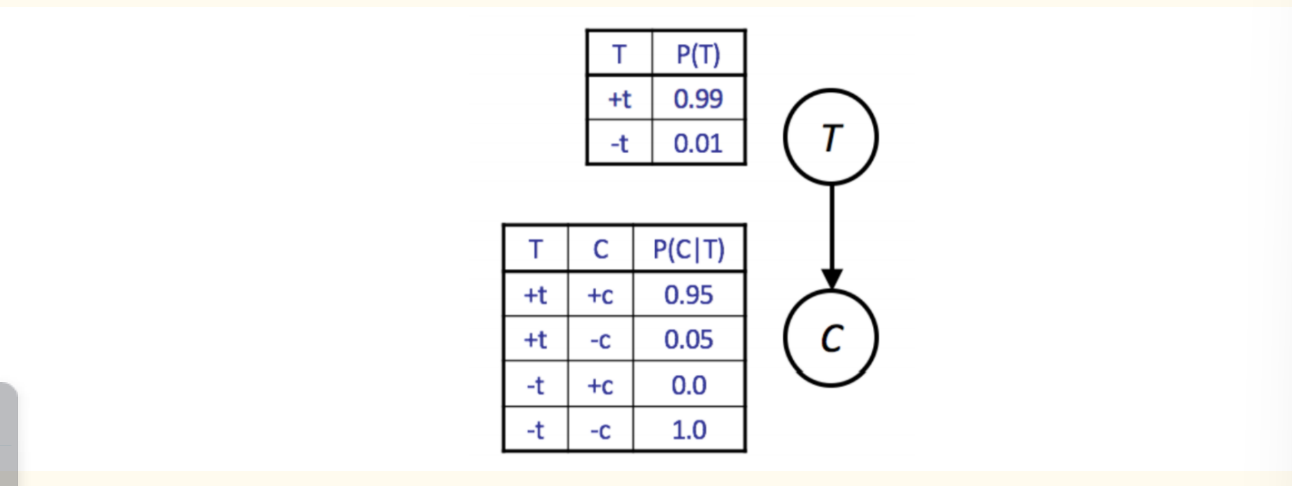 T P(T)
+t 0.99
-t 0.01
T
T C P(C|T)
+t +c 0.95
+t -c 0.05
-t +c 0.0
-t -c 1.0
C